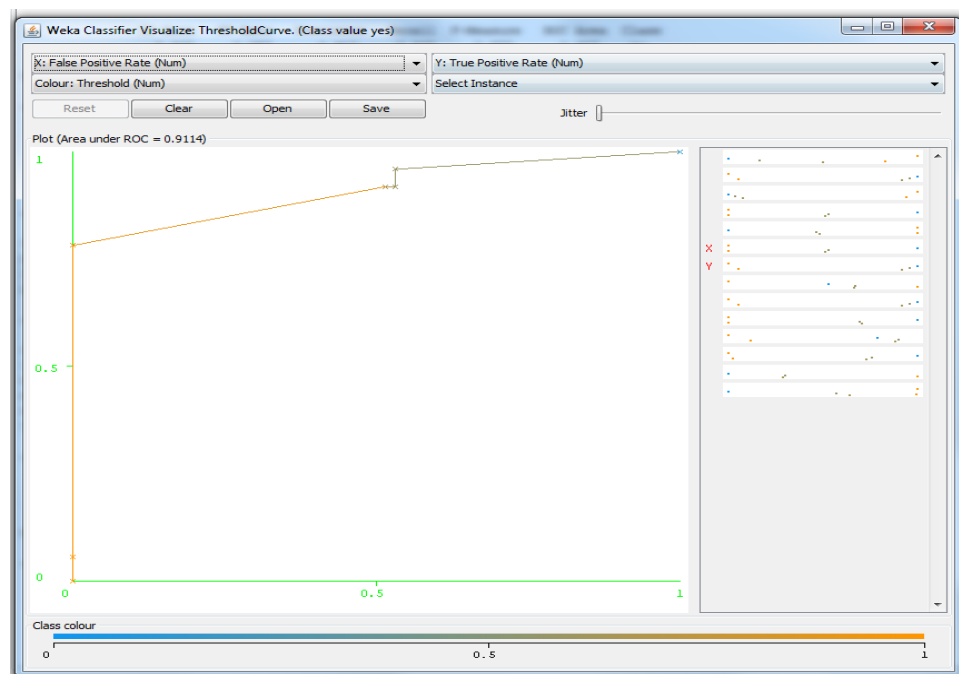 Weka Classifier Visualize: ThresholdCurve. (Class value yes)
X: False Positive Rate (Num)
Y: True Positive Rate (Num)
Colour: Threshold (Num)
Select Instance
Reset
Clear
Open
Save
Jitter
Plot (Area under ROC = 0.9114)
1
0.5
0
0
0.5
1
X
Y
Class colour
0
0.5
1